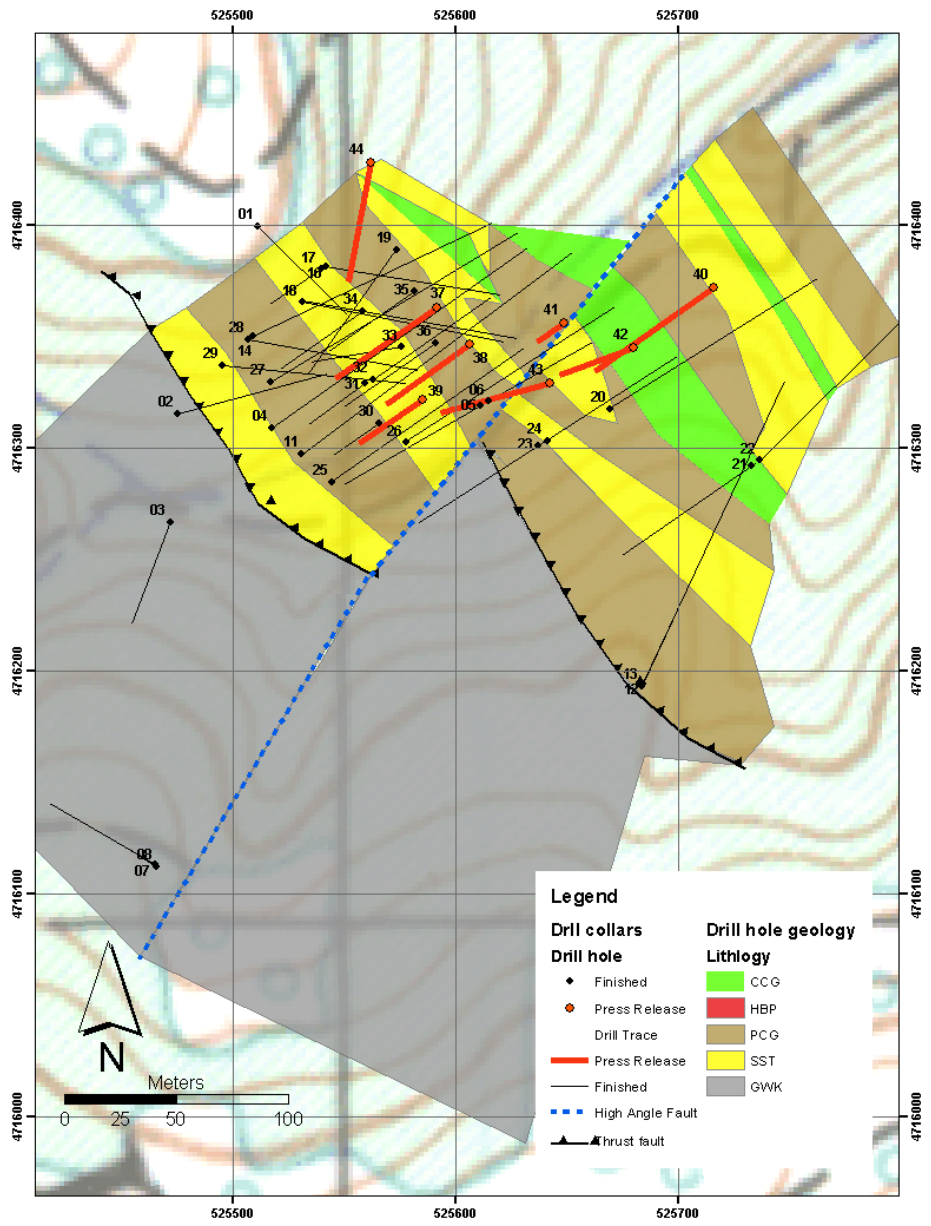 525500 525600 525700
44
01
4716400 4716400
19
17
16
40
35
18 37
34
41
28 33 36 42
14 38
29 43
27 32
31 39
02 06 20
05
04 30
26 24
11 23 22
4716300 4716300
21
25
03
4716200 4716200
13
12
08
07
4716100 4716100
Legend
Drll collars Drill hole geology
Drill hole Lithlogy
Finished CCG
Press Release HBP
Drill Trace PCG
Press Release SST
Finished GWK
High Angle Fault
Thrust fault
N
Meters
0 25 50 100
4716000 4716000
525500 525600 525700